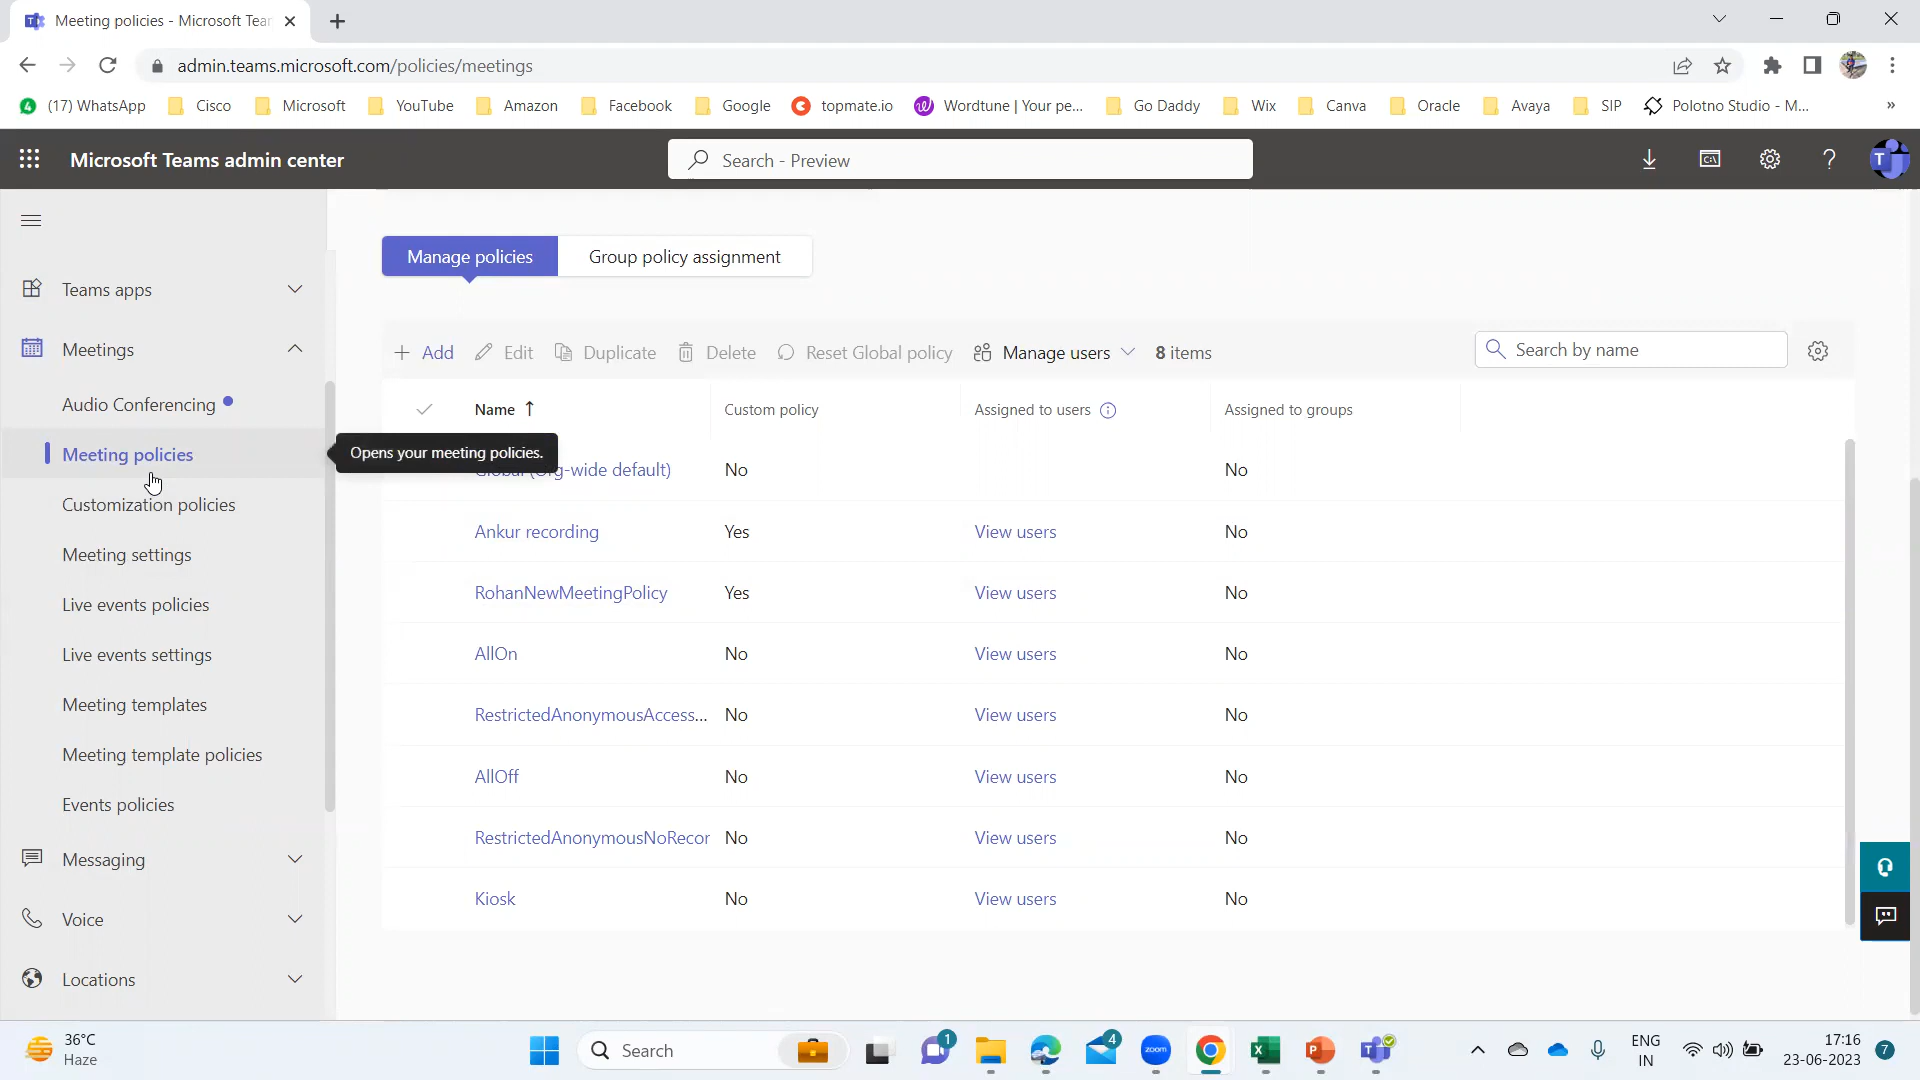 Meeting policies - Microsoft Tear
admin.teams.microsoft.com/policies/meetings
(17) WhatsApp
Cisco
Microsoft
YouTube
Amazon
Facebook
Google
topmate.io
Wordtune | Your pe...
Go Daddy
Wix
Canva
Oracle
Avaya
SIP
Polotno Studio - M...
»
Microsoft Teams admin center
Search - Preview
Teams apps
Meetings
Audio Conferencing
Meeting policies
Customization policies
Meeting settings
Live events policies
Live events settings
Meeting templates
Meeting template policies
Events policies
Messaging
Voice
Locations
Opens your meeting policies.
Manage policies
Group policy assignment
+ Add
Edit
Duplicate
Delete
Reset Global policy
Manage users
8 items
Search by name
Name ↑ Custom policy Assigned to users Assigned to groups
Global (Org-wide default) No No
Ankur recording Yes View users No
RohanNewMeetingPolicy Yes View users No
AllOn No View users No
RestrictedAnonymousAccess... No View users No
AllOff No View users No
RestrictedAnonymousNoRecor No View users No
Kiosk No View users No
36°C
Haze
Search
1
4
zoom
ENG
IN
17:16
23-06-2023
7